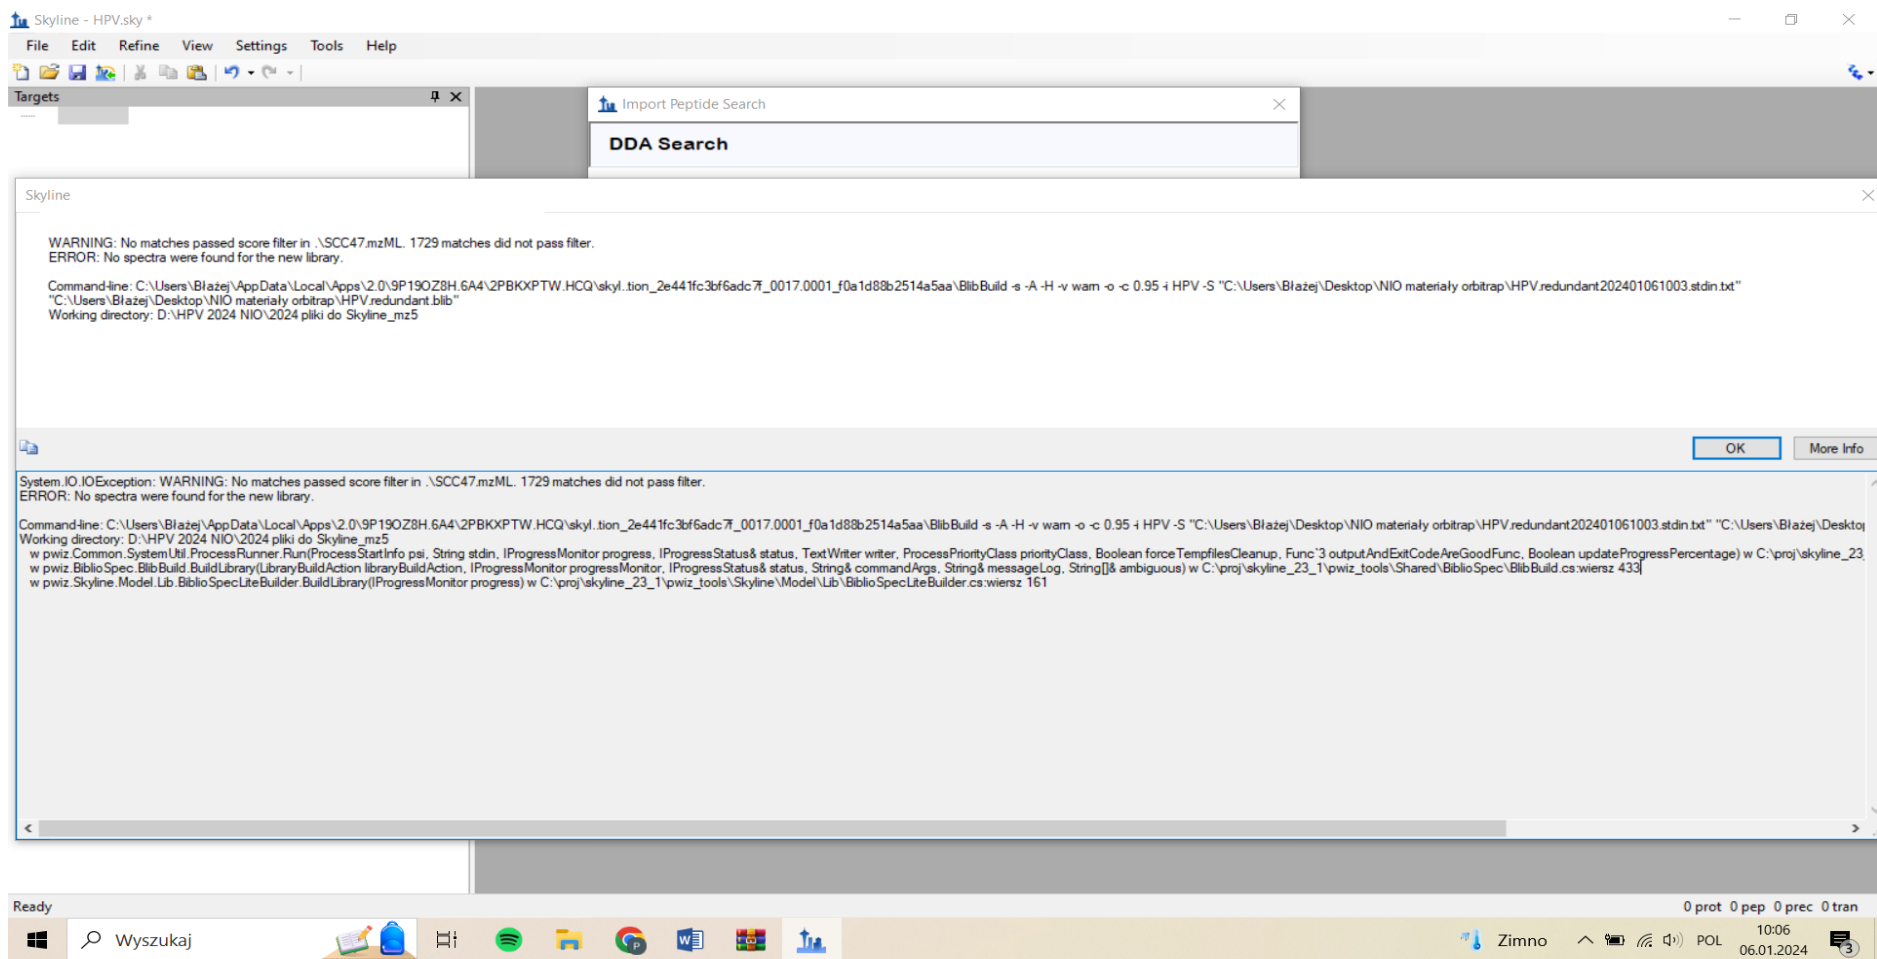 Skyline - HPV.sky *
File Edit Refine View Settings Tools Help
Targets
Import Peptide Search
DDA Search
Skyline
WARNING: No matches passed score filter in .\SCC47.mzML. 1729 matches did not pass filter.
ERROR: No spectra were found for the new library.
Command-line: C:\Users\Błażej\AppData\Local\Apps\2.0\9P19OZ8H.6A4\2PBKXPTW.HCQ\skyl..tion_2e441fc3bf6adc7f_0017.0001_f0a1d88b2514a5aa\BlibBuild -s -A -H -v warn -o -c 0.95 -i HPV -S "C:\Users\Błażej\Desktop\NIO materiały orbitrap\HPV.redundant202401061003.stdin.txt"
"C:\Users\Błażej\Desktop\NIO materiały orbitrap\HPV.redundant.blib"
Working directory: D:\HPV 2024 NIO\2024 pliki do Skyline_mz5
OK More Info
System.IO.IOException: WARNING: No matches passed score filter in .\SCC47.mzML. 1729 matches did not pass filter.
ERROR: No spectra were found for the new library.
Command-line: C:\Users\Błażej\AppData\Local\Apps\2.0\9P19OZ8H.6A4\2PBKXPTW.HCQ\skyl..tion_2e441fc3bf6adc7f_0017.0001_f0a1d88b2514a5aa\BlibBuild -s -A -H -v warn -o -c 0.95 -i HPV -S "C:\Users\Błażej\Desktop\NIO materiały orbitrap\HPV.redundant202401061003.stdin.txt" "C:\Users\Błażej\Desktop
Working directory: D:\HPV 2024 NIO\2024 pliki do Skyline_mz5
w pwiz.Common.SystemUtil.ProcessRunner.Run(ProcessStartInfo psi, String stdin, IProgressMonitor progress, IProgressStatus& status, TextWriter writer, ProcessPriorityClass priorityClass, Boolean forceTempfilesCleanup, Func`3 outputAndExitCodeAreGoodFunc, Boolean updateProgressPercentage) w C:\proj\skyline_23_
w pwiz.BiblioSpec.BlibBuild.BuildLibrary(LibraryBuildAction libraryBuildAction, IProgressMonitor progressMonitor, IProgressStatus& status, String& commandArgs, String& messageLog, String[]& ambiguous) w C:\proj\skyline_23_1\pwiz_tools\Shared\BiblioSpec\BlibBuild.cs:wiersz 433
w pwiz.Skyline.Model.Lib.BiblioSpecLiteBuilder.BuildLibrary(IProgressMonitor progress) w C:\proj\skyline_23_1\pwiz_tools\Skyline\Model\Lib\BiblioSpecLiteBuilder.cs:wiersz 161
Ready
0 prot 0 pep 0 prec 0 tran
Wyszukaj
Zimno
POL
10:06
06.01.2024
3